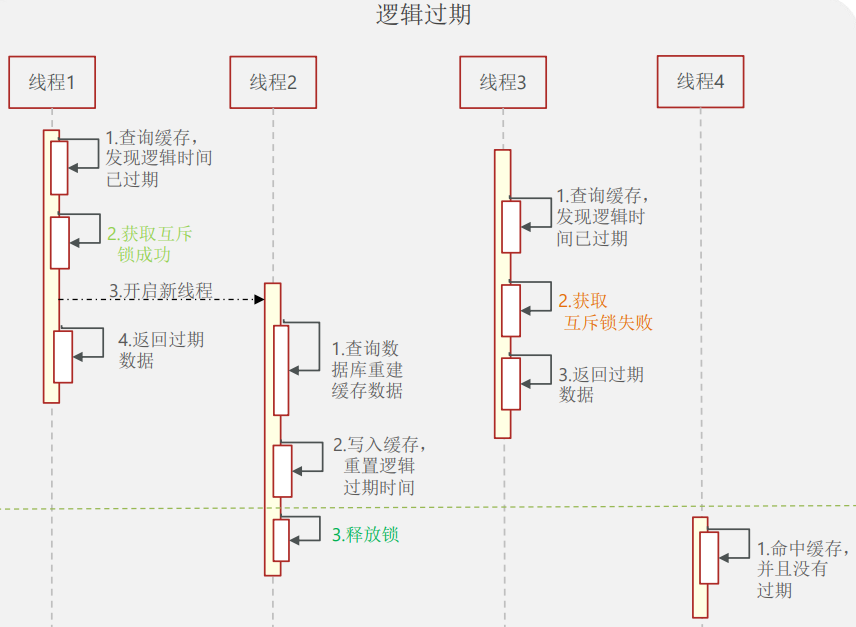 逻辑过期
线程1
线程2
线程3
线程4
1.查询缓存，
发现逻辑时间
已过期
2.获取互斥
锁成功
3.开启新线程
4.返回过期
数据
1.查询数
据库重建
缓存数据
2.写入缓存，
重置逻辑
过期时间
3.释放锁
1.查询缓存，
发现逻辑时
间已过期
2.获取
互斥锁失败
3.返回过期
数据
1.命中缓存，
并且没有
过期